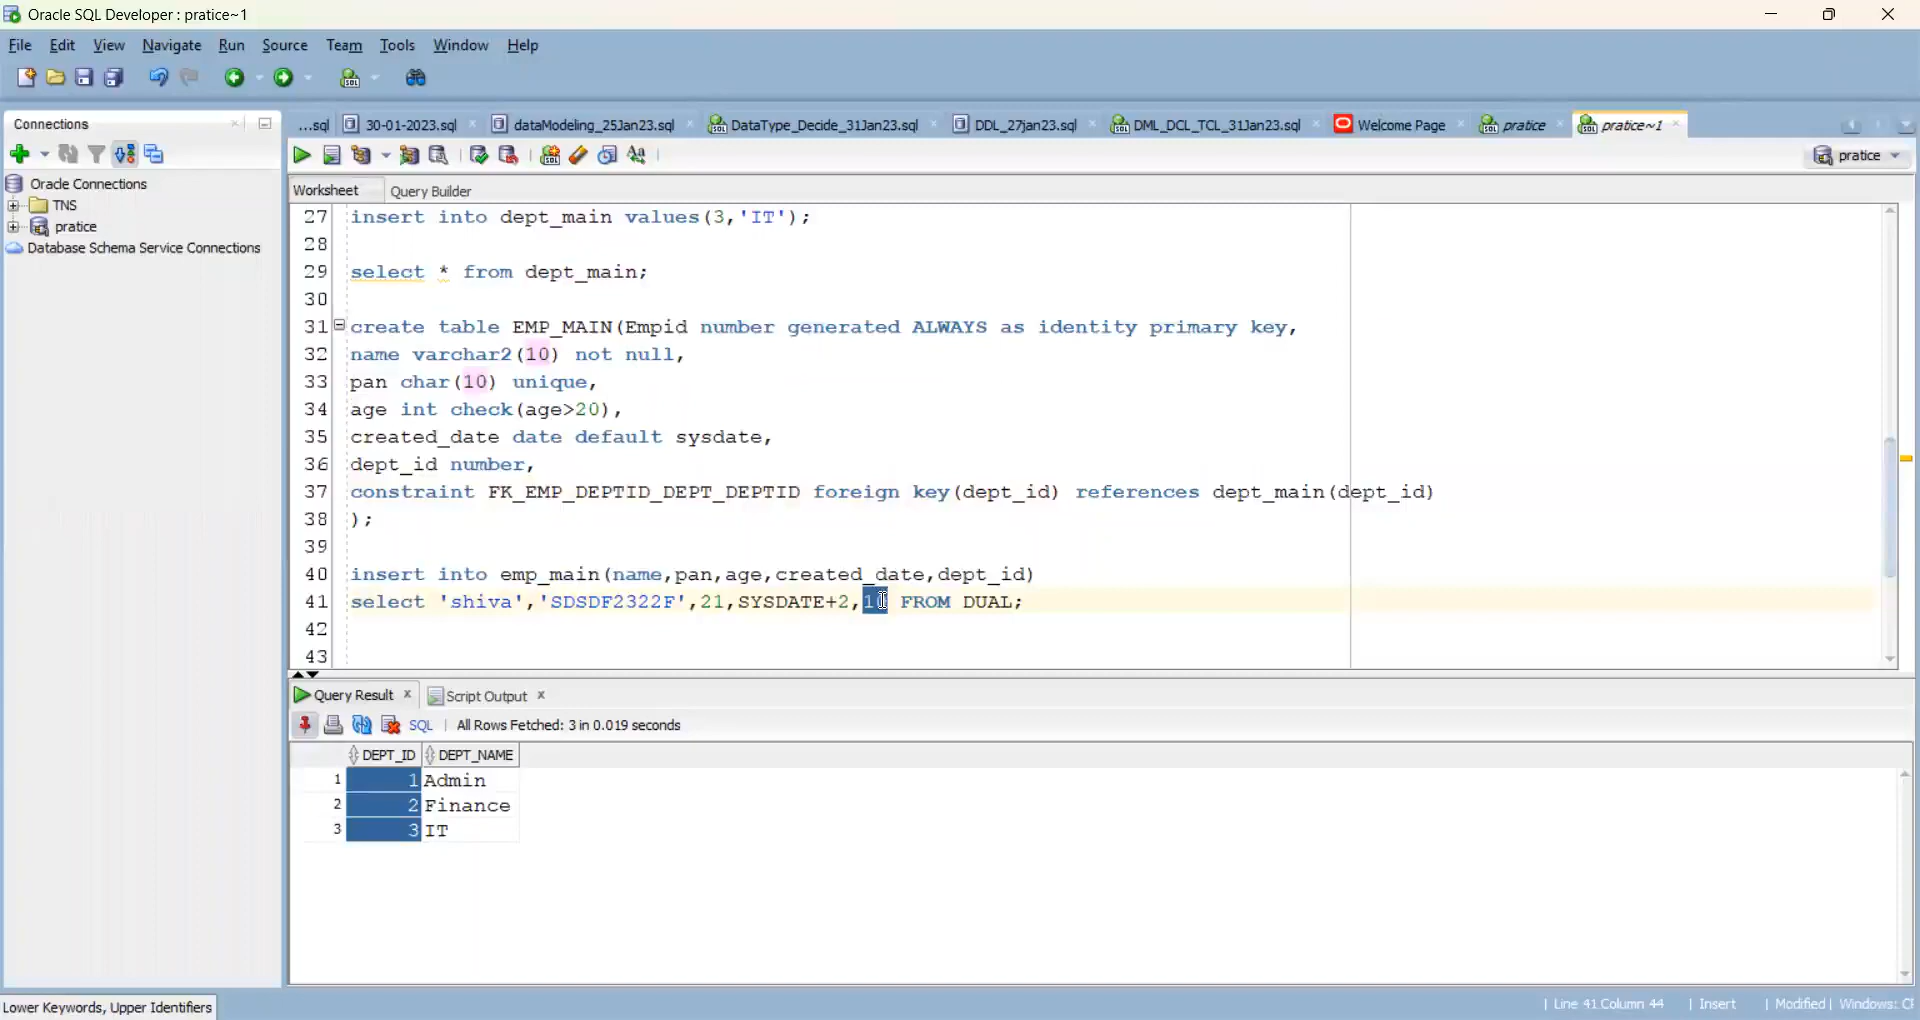 Oracle SQL Developer : pratice~1
File Edit View Navigate Run Source Team Tools Window Help
Connections
...sql 30-01-2023.sql dataModeling_25Jan23.sql DataType_Decide_31Jan23.sql DDL_27jan23.sql DML_DCL_TCL_31Jan23.sql Welcome Page pratice pratice~1
pratice
Oracle Connections
TNS
pratice
Database Schema Service Connections
Worksheet Query Builder
27 insert into dept_main values(3,'IT');
28
29 select * from dept_main;
30
31 create table EMP_MAIN(Empid number generated ALWAYS as identity primary key,
32 name varchar2(10) not null,
33 pan char(10) unique,
34 age int check(age>20),
35 created_date date default sysdate,
36 dept_id number,
37 constraint FK_EMP_DEPTID_DEPT_DEPTID foreign key(dept_id) references dept_main(dept_id)
38 );
39
40 insert into emp_main(name,pan,age,created_date,dept_id)
41 select 'shiva','SDSDF2322F',21,SYSDATE+2,10 FROM DUAL;
42
43
Query Result Script Output
SQL All Rows Fetched: 3 in 0.019 seconds
DEPT_ID DEPT_NAME
1 1 Admin
2 2 Finance
3 3 IT
Lower Keywords, Upper Identifiers
Line 41 Column 44 Insert Modified Windows: C